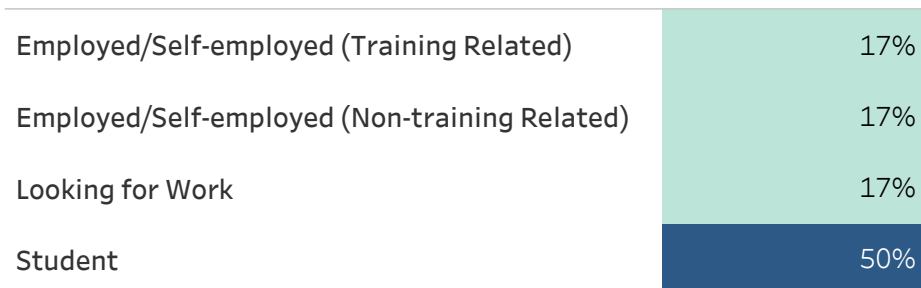 Employed/Self-employed (Training Related) 17%
Employed/Self-employed (Non-training Related) 17%
Looking for Work 17%
Student 50%